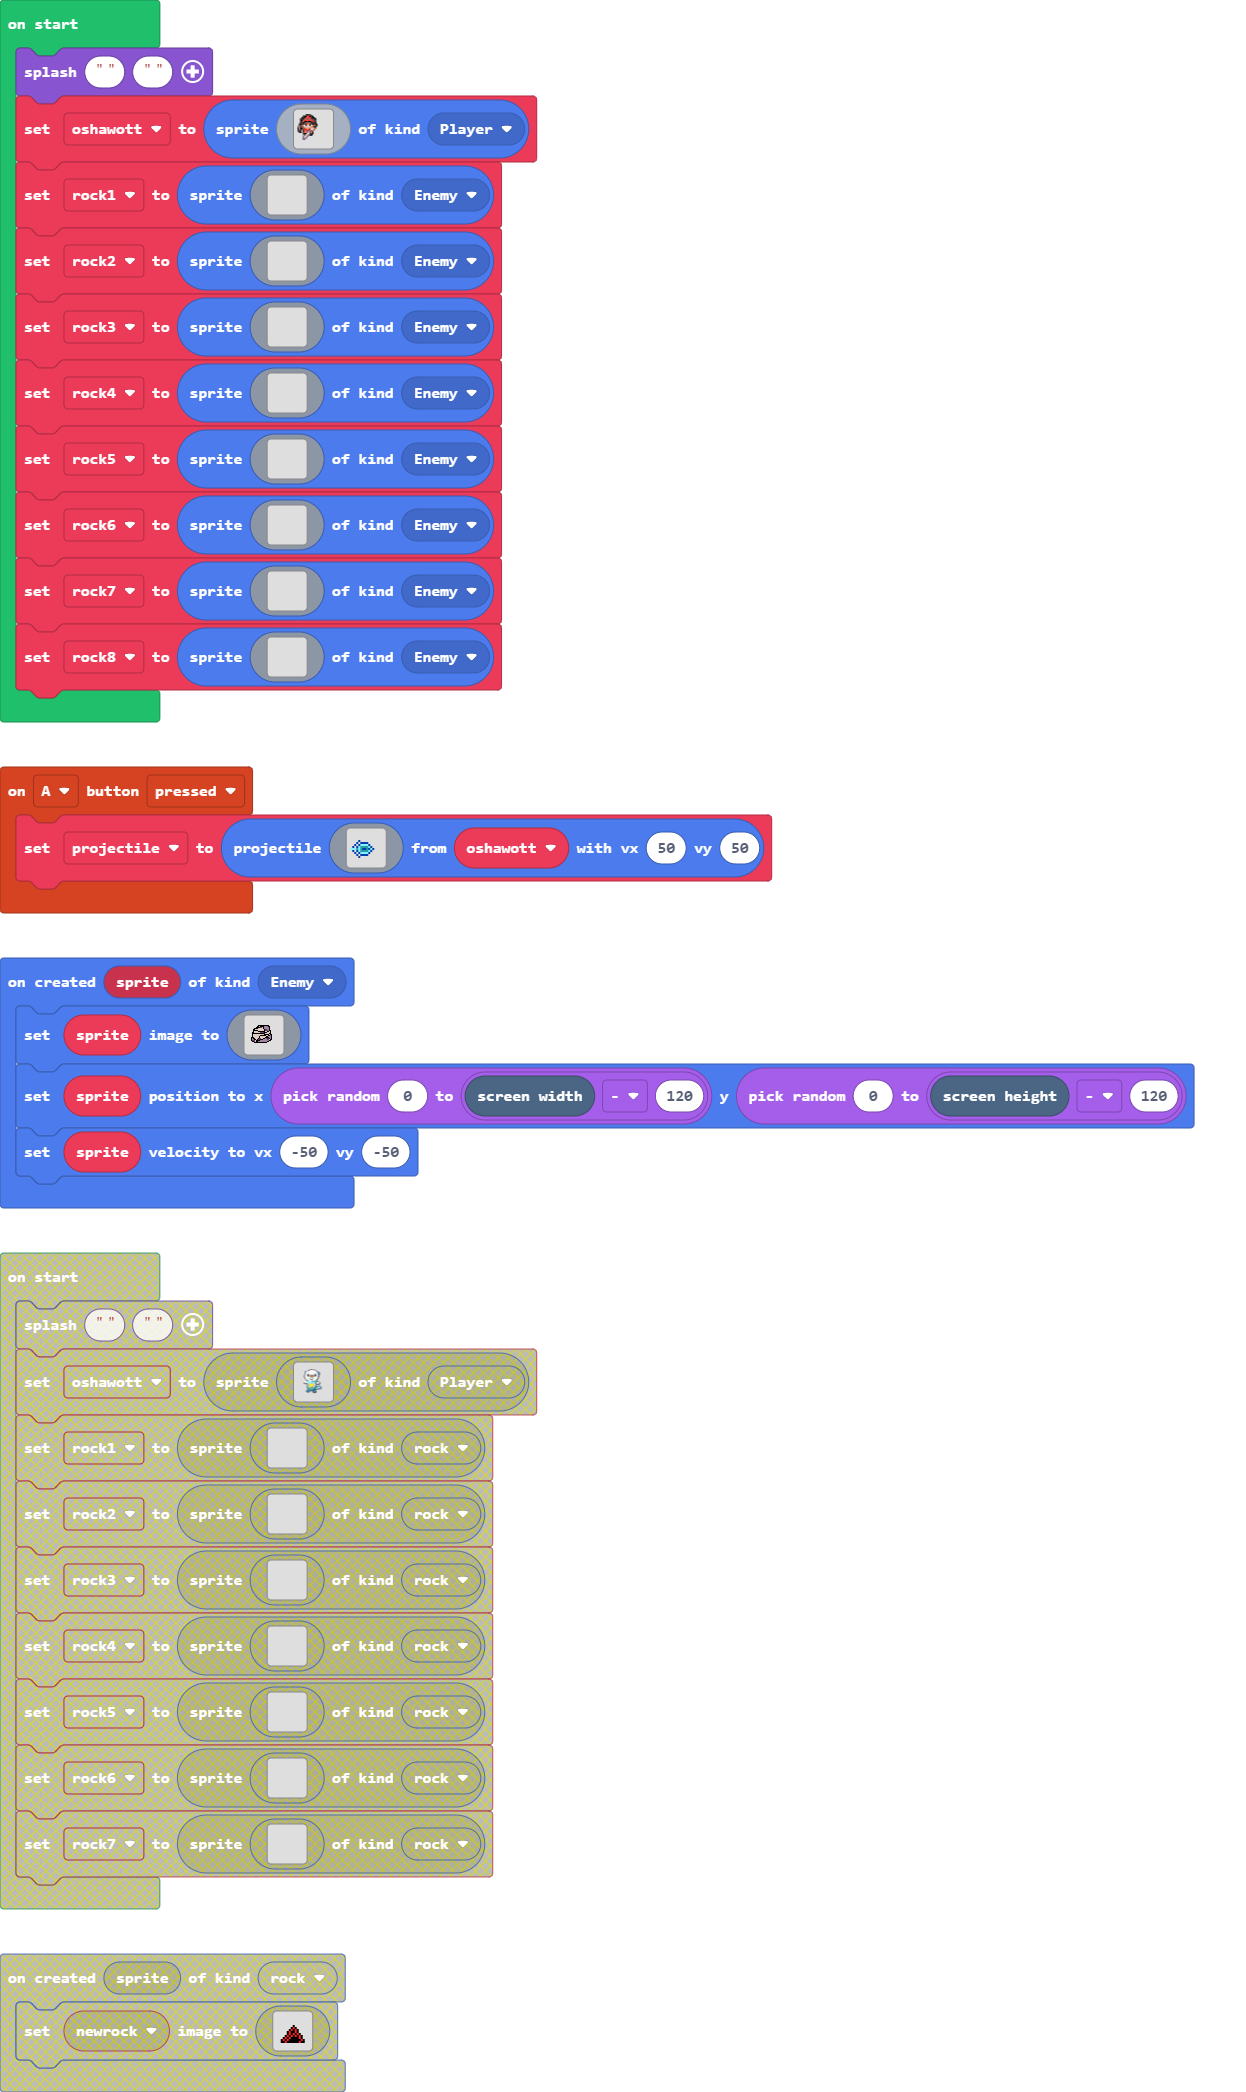 on start
splash " " " "
set oshawott to sprite of kind Player
set rock1 to sprite of kind Enemy
set rock2 to sprite of kind Enemy
set rock3 to sprite of kind Enemy
set rock4 to sprite of kind Enemy
set rock5 to sprite of kind Enemy
set rock6 to sprite of kind Enemy
set rock7 to sprite of kind Enemy
set rock8 to sprite of kind Enemy
on A button pressed
set projectile to projectile from oshawott with vx 50 vy 50
on created sprite of kind Enemy
set sprite image to
set sprite position to x pick random 0 to screen width - 120 y pick random 0 to screen height - 120
set sprite velocity to vx -50 vy -50
on start
splash " " " "
set oshawott to sprite of kind Player
set rock1 to sprite of kind rock
set rock2 to sprite of kind rock
set rock3 to sprite of kind rock
set rock4 to sprite of kind rock
set rock5 to sprite of kind rock
set rock6 to sprite of kind rock
set rock7 to sprite of kind rock
on created sprite of kind rock
set newrock image to